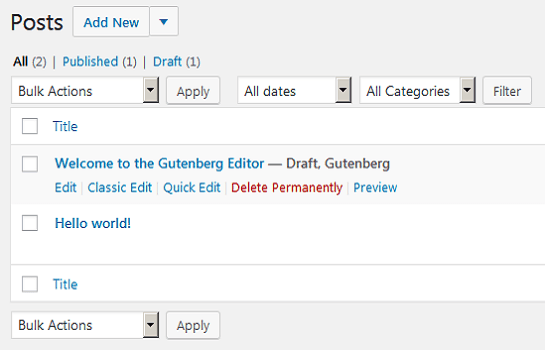 Posts Add New
All (2) | Published (1) | Draft (1)
Bulk Actions Apply All dates All Categories Filter
Title
Welcome to the Gutenberg Editor — Draft, Gutenberg
Edit | Classic Edit | Quick Edit | Delete Permanently | Preview
Hello world!
Title
Bulk Actions Apply